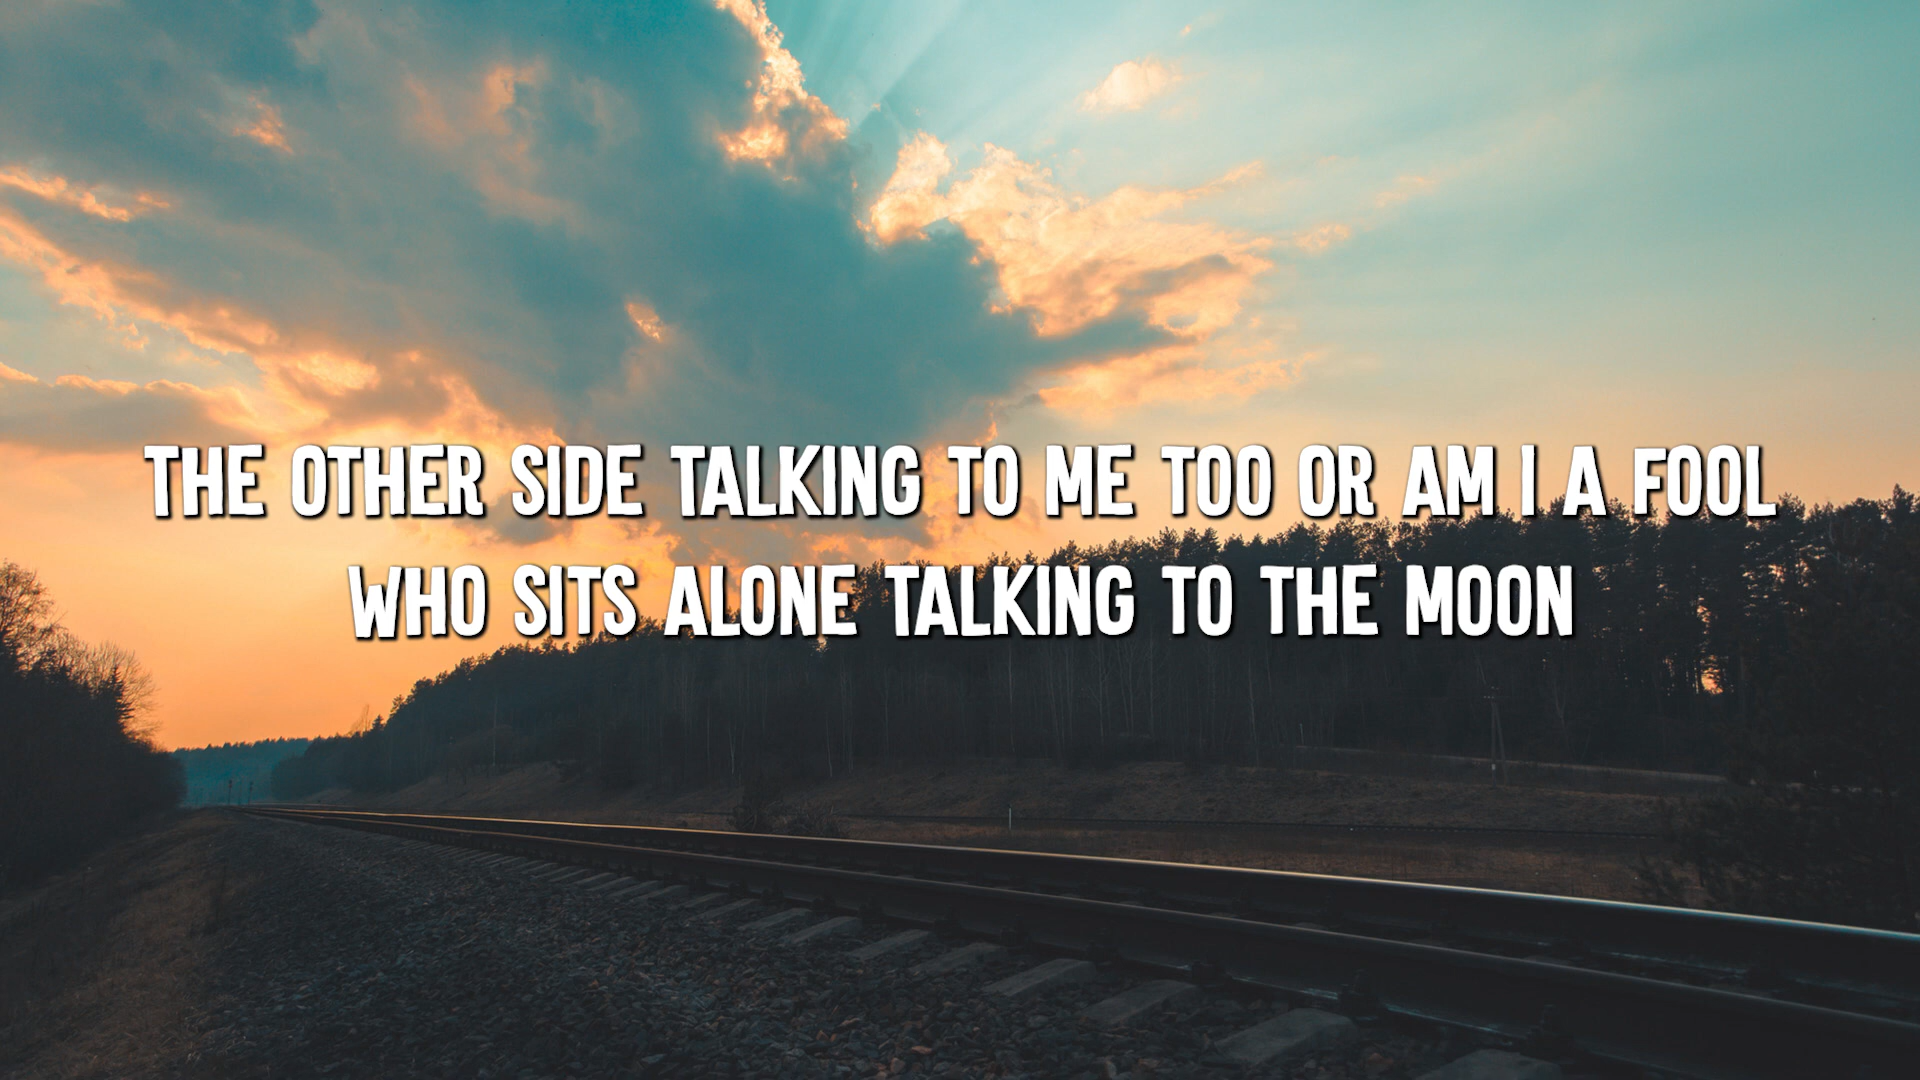 THE OTHER SIDE TALKING TO ME TOO OR AM I A FOOL
WHO SITS ALONE TALKING TO THE MOON